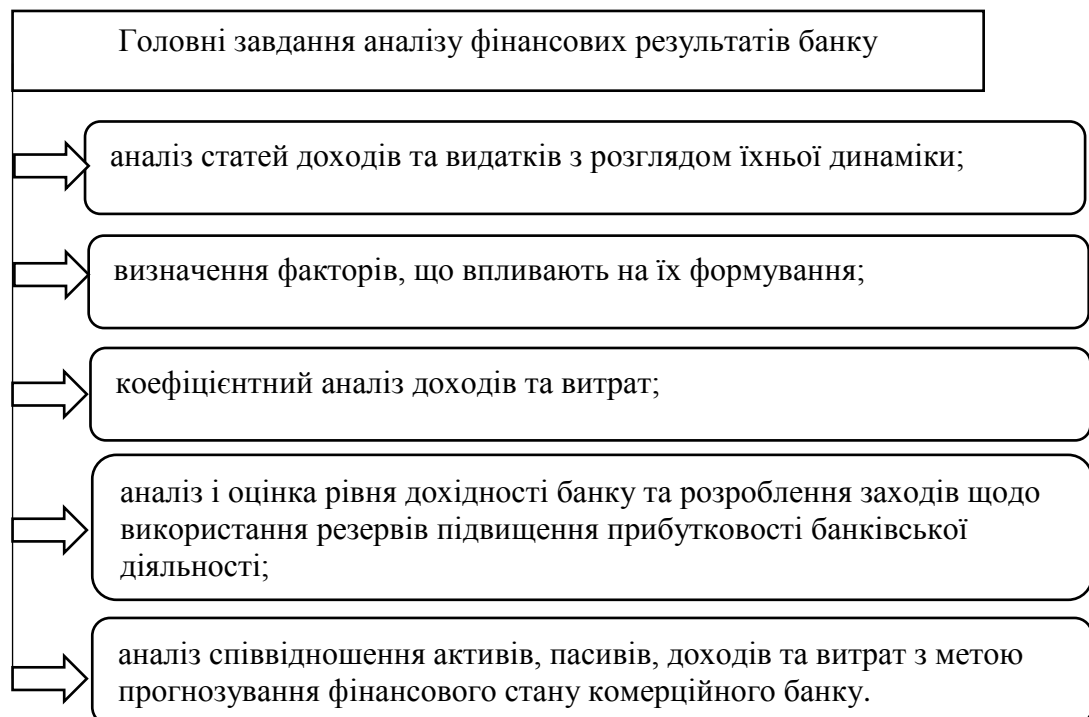 Головні завдання аналізу фінансових результатів банку
аналіз статей доходів та видатків з розглядом їхньої динаміки;
визначення факторів, що впливають на їх формування;
коефіцієнтний аналіз доходів та витрат;
аналіз і оцінка рівня дохідності банку та розроблення заходів щодо
використання резервів підвищення прибутковості банківської
діяльності;
аналіз співвідношення активів, пасивів, доходів та витрат з метою
прогнозування фінансового стану комерційного банку.